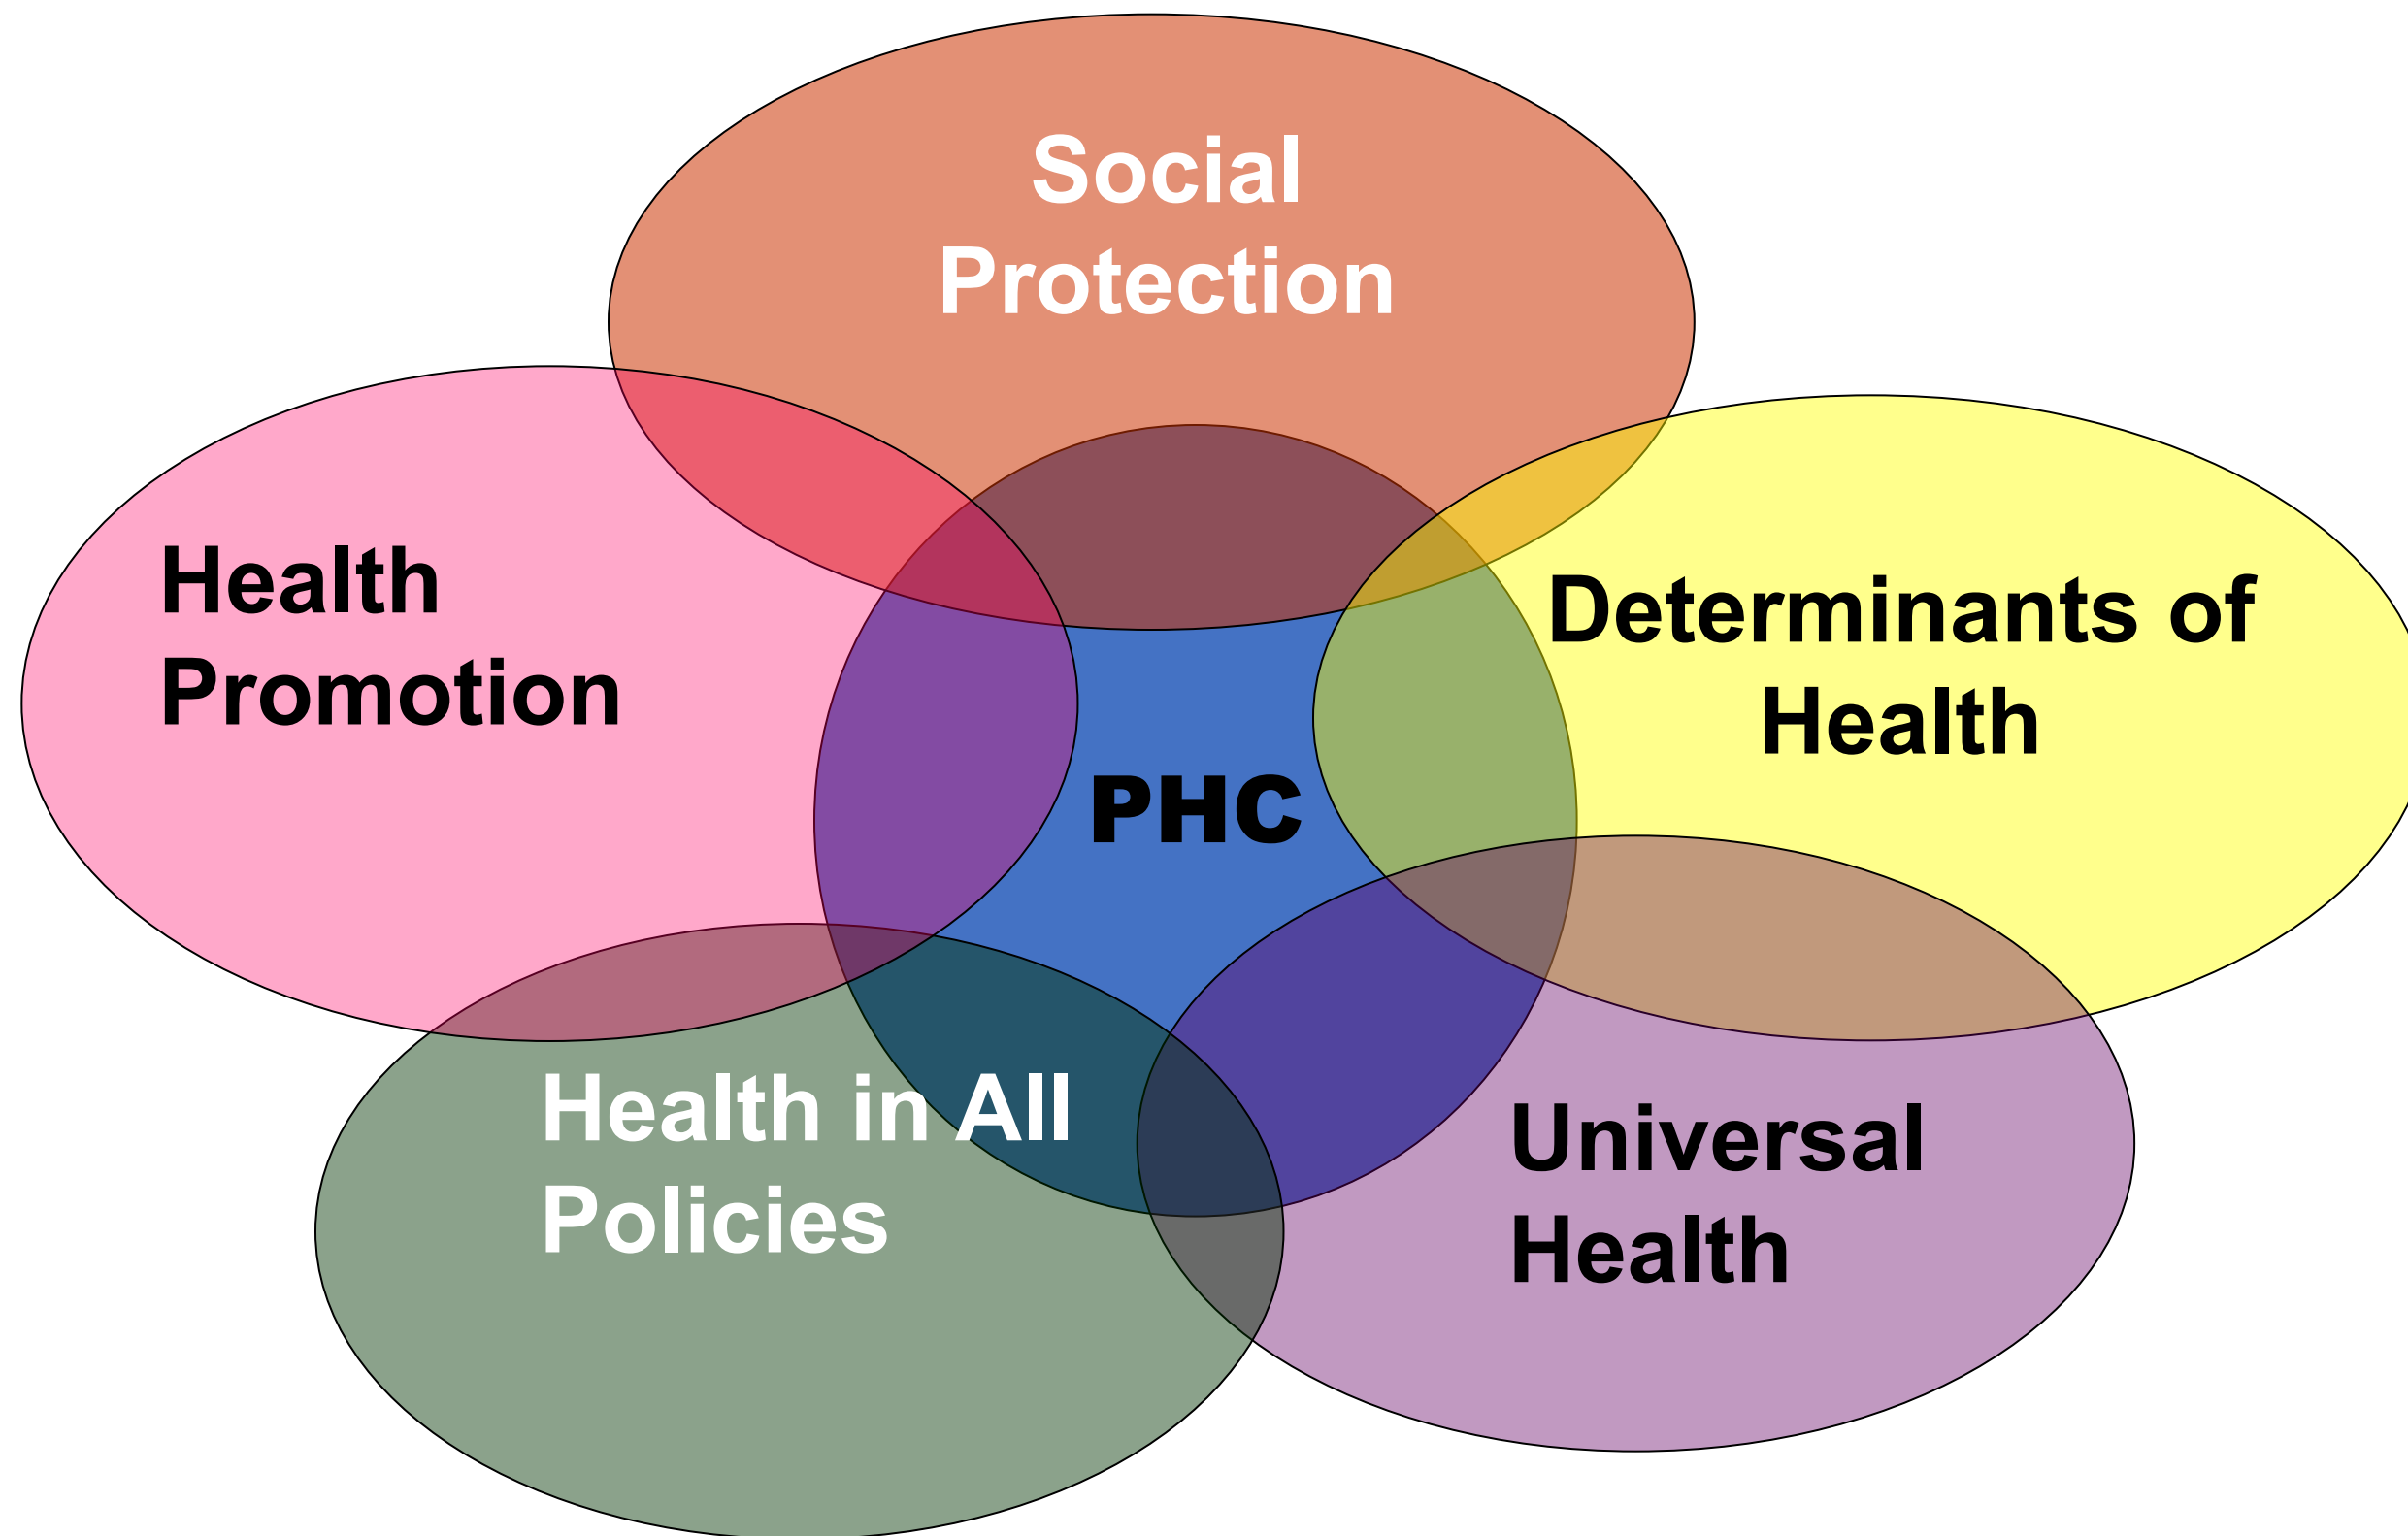 Social
Protection
Health
Promotion
Determinants of
Health
PHC
Health in All
Policies
Universal
Health